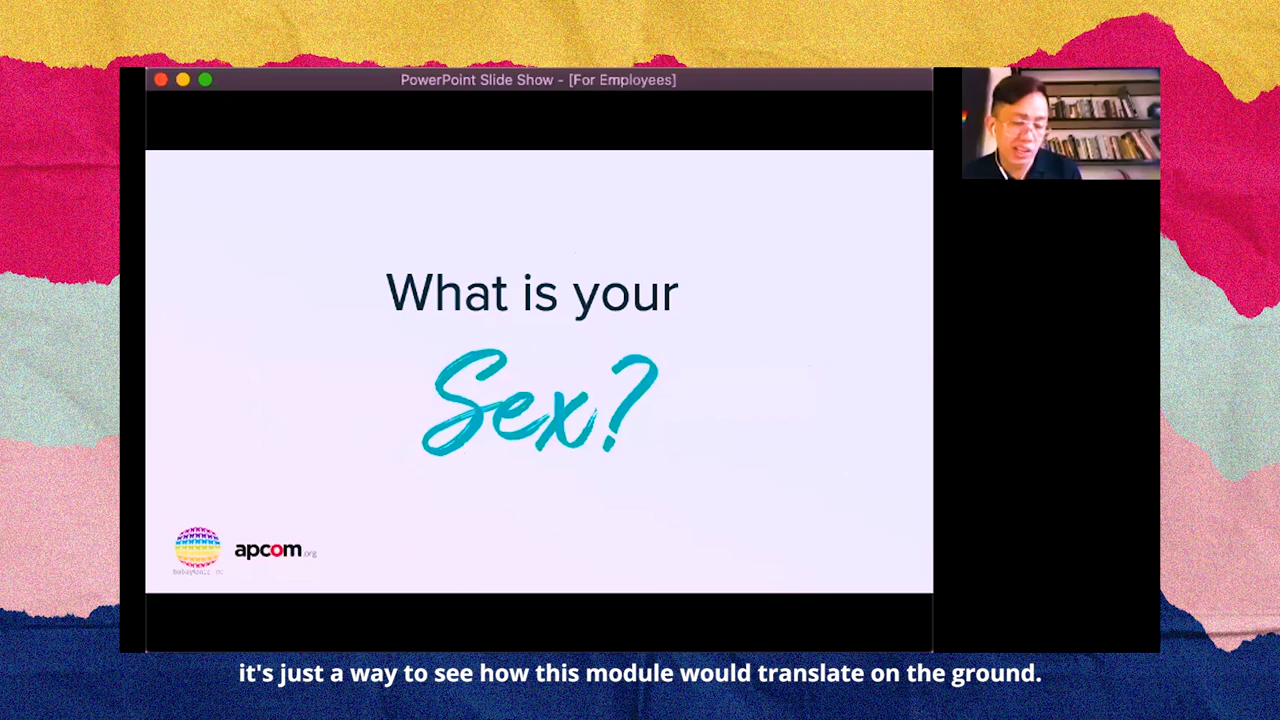 PowerPoint Slide Show - [For Employees]
What is your
Sex?
apcom.org
it's just a way to see how this module would translate on the ground.